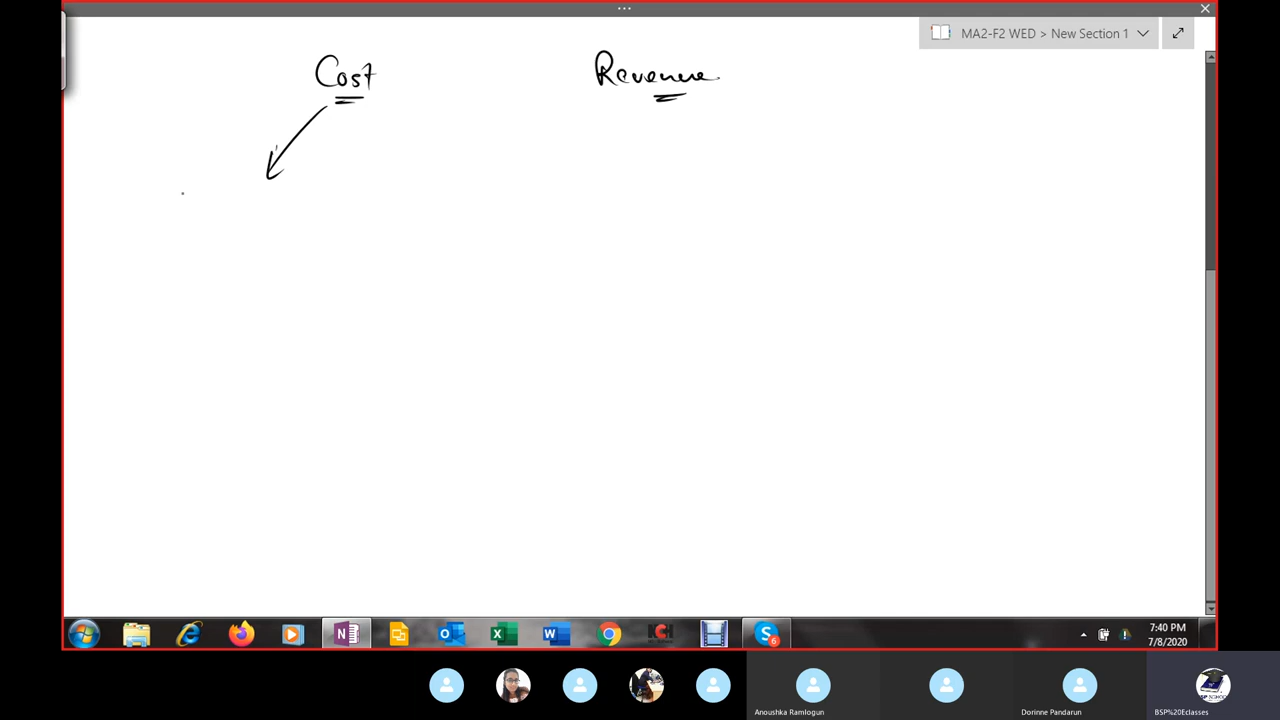 MA2-F2 WED > New Section 1
Cost Revenue
7:40 PM
7/8/2020
Anoushka Ramlogun
Dorinne Pandarun
BSP%20Eclasses